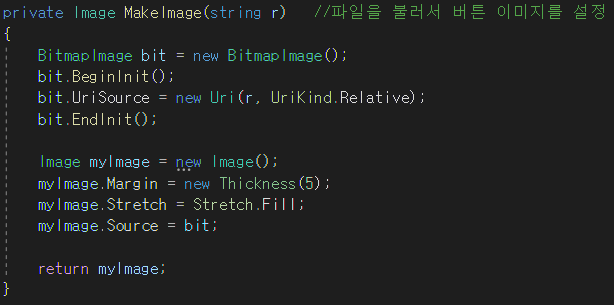 private Image MakeImage(string r)   //파일을 불러서 버튼 이미지를 설정
{
    BitmapImage bit = new BitmapImage();
    bit.BeginInit();
    bit.UriSource = new Uri(r, UriKind.Relative);
    bit.EndInit();

    Image myImage = new Image();
    myImage.Margin = new Thickness(5);
    myImage.Stretch = Stretch.Fill;
    myImage.Source = bit;

    return myImage;
}